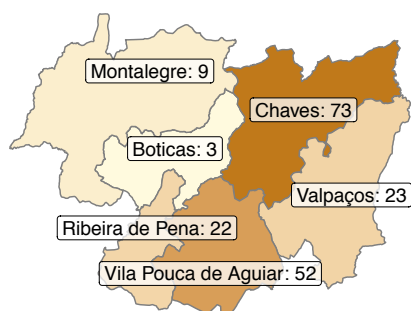 Montalegre: 9
Chaves: 73
Boticas: 3
Valpaços: 23
Ribeira de Pena: 22
Vila Pouca de Aguiar: 52